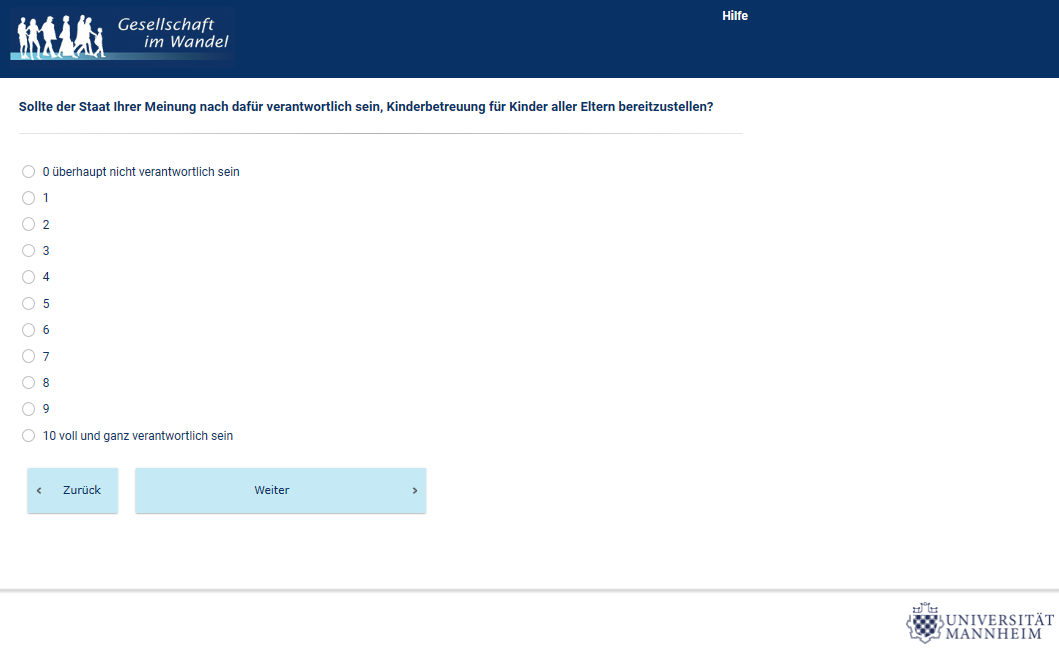 Gesellschaft
im Wandel
Hilfe
Sollte der Staat Ihrer Meinung nach dafür verantwortlich sein, Kinderbetreuung für Kinder aller Eltern bereitzustellen?
0 überhaupt nicht verantwortlich sein
1
2
3
4
5
6
7
8
9
10 voll und ganz verantwortlich sein
‹ Zurück
Weiter ›
UNIVERSITÄT
MANNHEIM